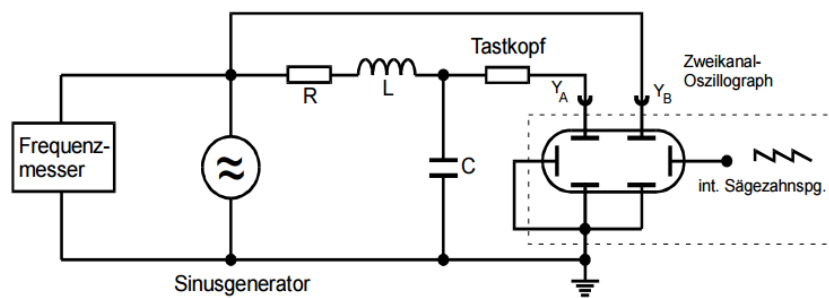 Tastkopf
Zweikanal-
Oszillograph
R
L
Y_A
Y_B
Frequenz-
messer
≈
C
int. Sägezahnspg.
Sinusgenerator